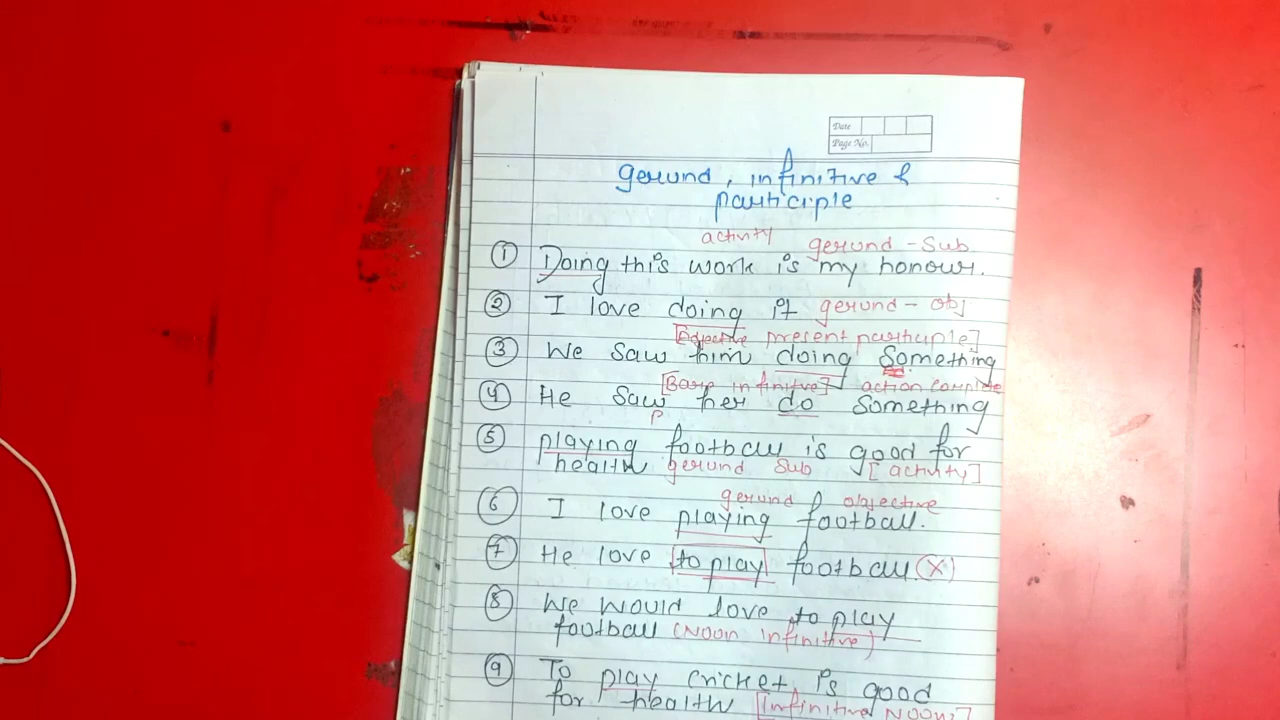 Date
Page No.
gerund, infinitive &
participle
activity gerund - Sub
① Doing this work is my honour.
② I love doing it gerund - obj
[Adjective present participle]
③ We saw him doing Something
[Bare infinitve] action complete
④ He saw her do something
P
⑤ playing football is good for
health gerund sub [activity]
gerund objective
⑥ I love playing football.
⑦ He love to play football. (X)
⑧ We would love to play
football (Noun infinitive)
⑨ To play cricket is good
for health [infinitive Noun]